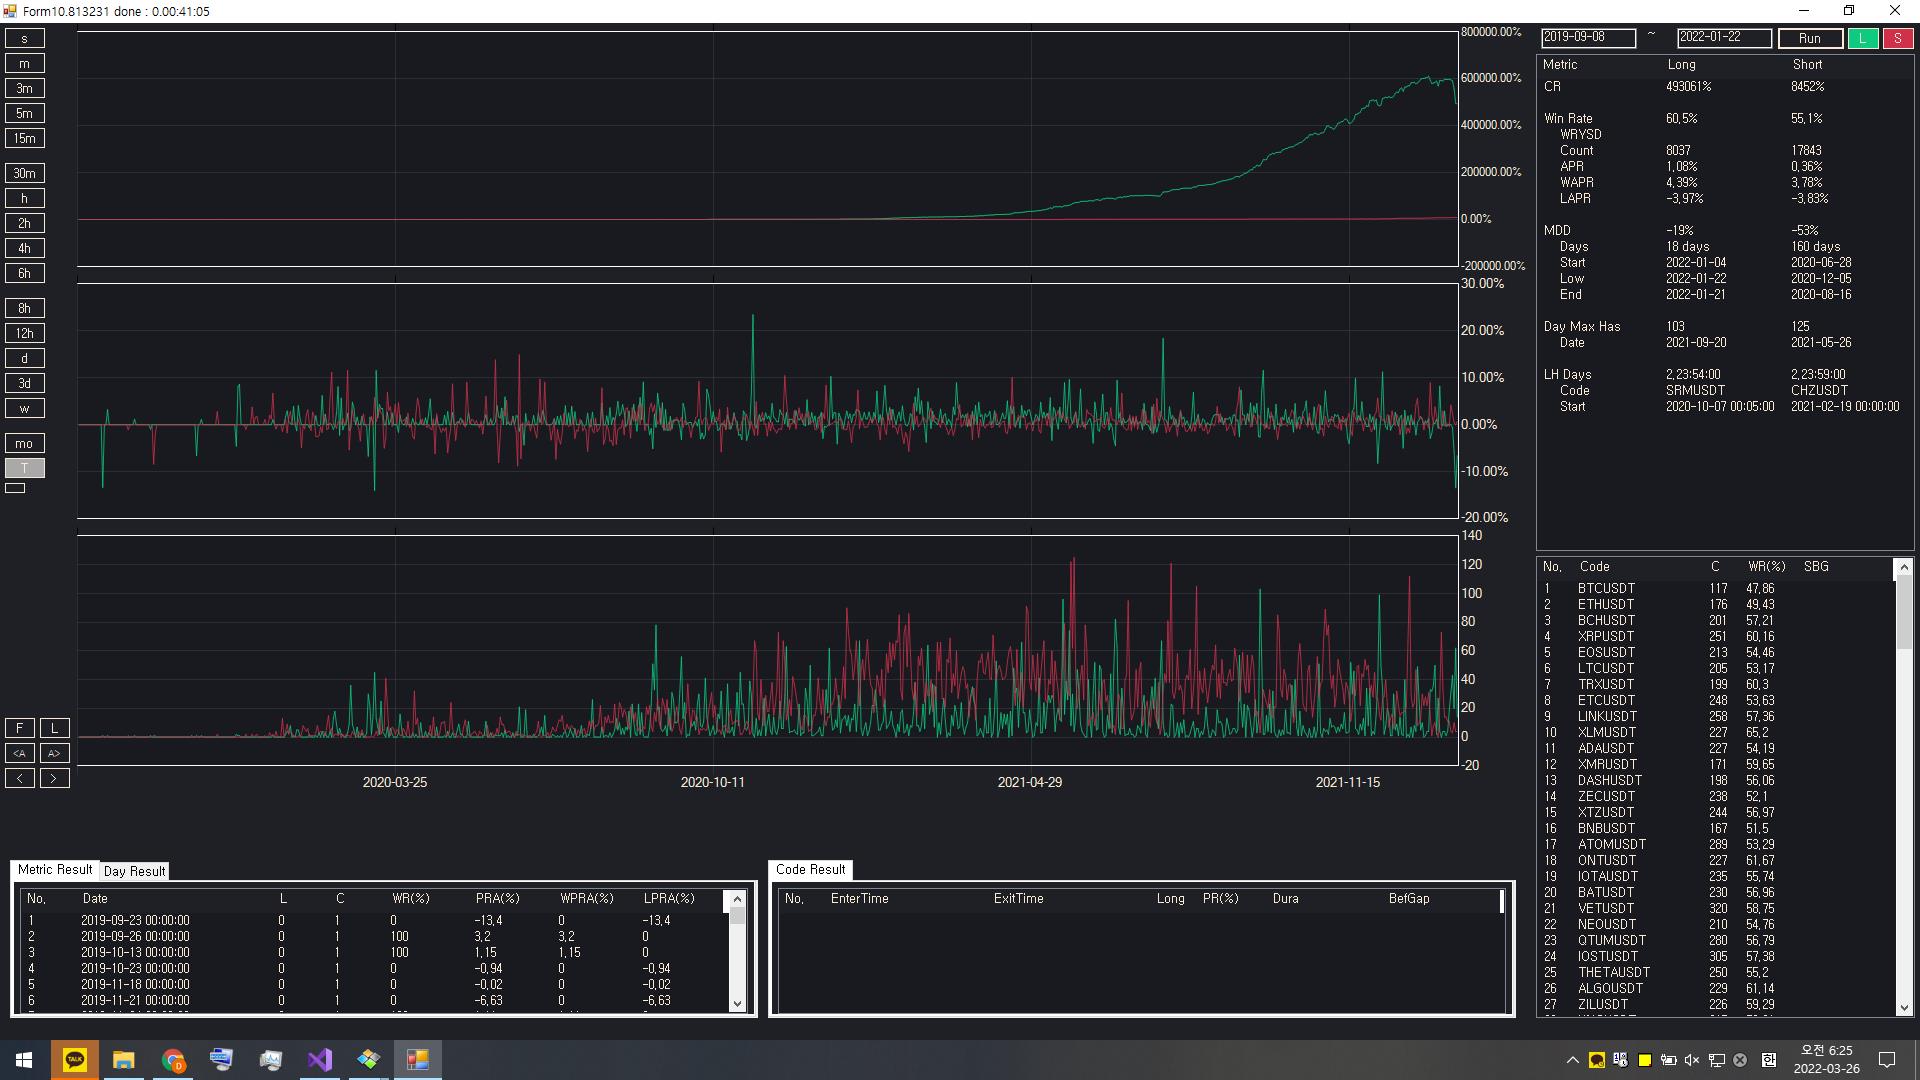 Form10.813231 done : 0.00:41:05
s
m
3m
5m
15m
30m
h
2h
4h
6h
8h
12h
d
3d
w
mo
T
F L
<A A>
< >
800000.00%
600000.00%
400000.00%
200000.00%
0.00%
-200000.00%
30.00%
20.00%
10.00%
0.00%
-10.00%
-20.00%
140
120
100
80
60
40
20
0
-20
2020-03-25 2020-10-11 2021-04-29 2021-11-15
2019-09-08 ~ 2022-01-22 Run L S
Metric Long Short
CR 493061% 8452%
Win Rate 60.5% 55.1%
WRYSD
Count 8037 17843
APR 1.08% 0.36%
WAPR 4.39% 3.78%
LAPR -3.97% -3.83%
MDD -19% -53%
Days 18 days 160 days
Start 2022-01-04 2020-06-28
Low 2022-01-22 2020-12-05
End 2022-01-21 2020-08-16
Day Max Has 103 125
Date 2021-09-20 2021-05-26
LH Days 2.23:54:00 2.23:59:00
Code SRMUSDT CHZUSDT
Start 2020-10-07 00:05:00 2021-02-19 00:00:00
No. Code C WR(%) SBG
1 BTCUSDT 117 47.86
2 ETHUSDT 176 49.43
3 BCHUSDT 201 57.21
4 XRPUSDT 251 60.16
5 EOSUSDT 213 54.46
6 LTCUSDT 205 53.17
7 TRXUSDT 199 60.3
8 ETCUSDT 248 53.63
9 LINKUSDT 258 57.36
10 XLMUSDT 227 65.2
11 ADAUSDT 227 54.19
12 XMRUSDT 171 59.65
13 DASHUSDT 198 56.06
14 ZECUSDT 238 52.1
15 XTZUSDT 244 56.97
16 BNBUSDT 167 51.5
17 ATOMUSDT 289 53.29
18 ONTUSDT 227 61.67
19 IOTAUSDT 235 55.74
20 BATUSDT 230 56.96
21 VETUSDT 320 58.75
22 NEOUSDT 210 54.76
23 QTUMUSDT 280 56.79
24 IOSTUSDT 305 57.38
25 THETAUSDT 250 55.2
26 ALGOUSDT 229 61.14
27 ZILUSDT 226 59.29
Metric Result Day Result
No. Date L C WR(%) PRA(%) WPRA(%) LPRA(%)
1 2019-09-23 00:00:00 0 1 0 -13.4 0 -13.4
2 2019-09-26 00:00:00 0 1 100 3.2 3.2 0
3 2019-10-13 00:00:00 0 1 100 1.15 1.15 0
4 2019-10-23 00:00:00 0 1 0 -0.94 0 -0.94
5 2019-11-18 00:00:00 0 1 0 -0.02 0 -0.02
6 2019-11-21 00:00:00 0 1 0 -6.63 0 -6.63
Code Result
No. EnterTime ExitTime Long PR(%) Dura BefGap
TALK
오전 6:25
2022-03-26